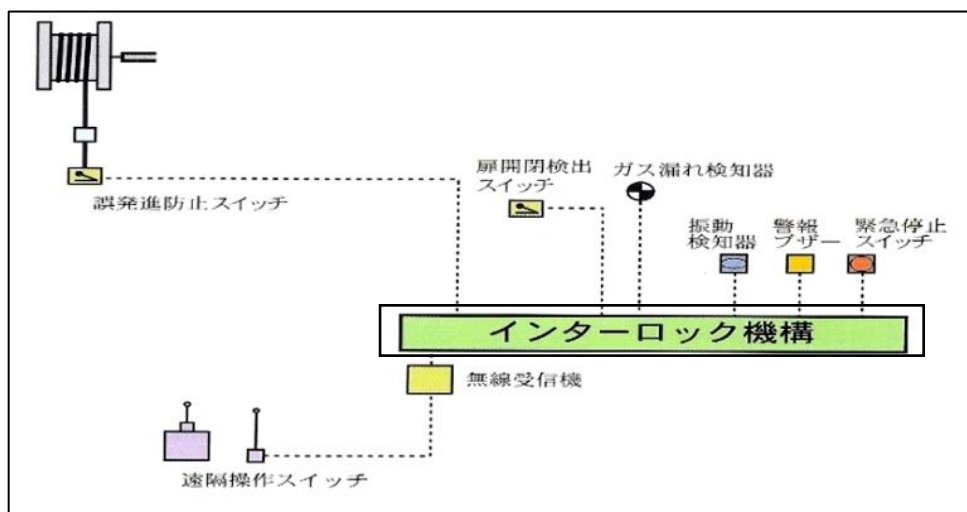 扉開閉検出
スイッチ
ガス漏れ検知器
誤発進防止スイッチ
振動
検知器
警報
ブザー
緊急停止
スイッチ
インターロック機構
無線受信機
遠隔操作スイッチ